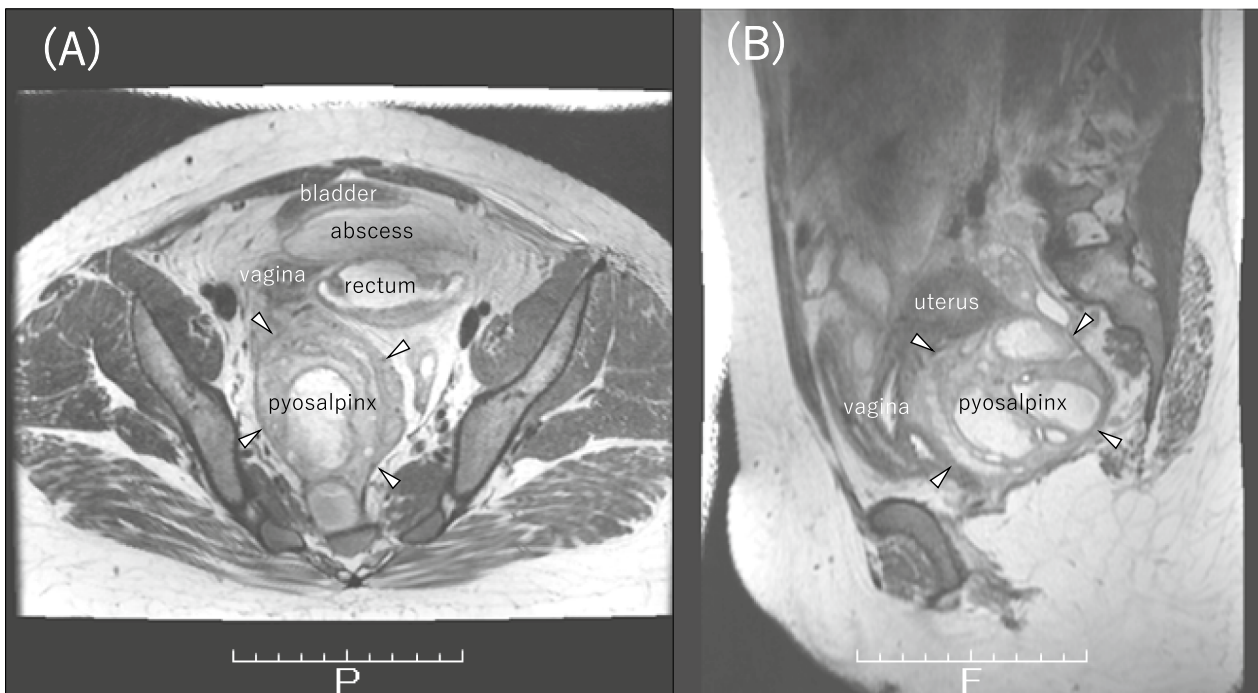 (A)
bladder
abscess
vagina
rectum
pyosalpinx
P
(B)
uterus
vagina
pyosalpinx
F